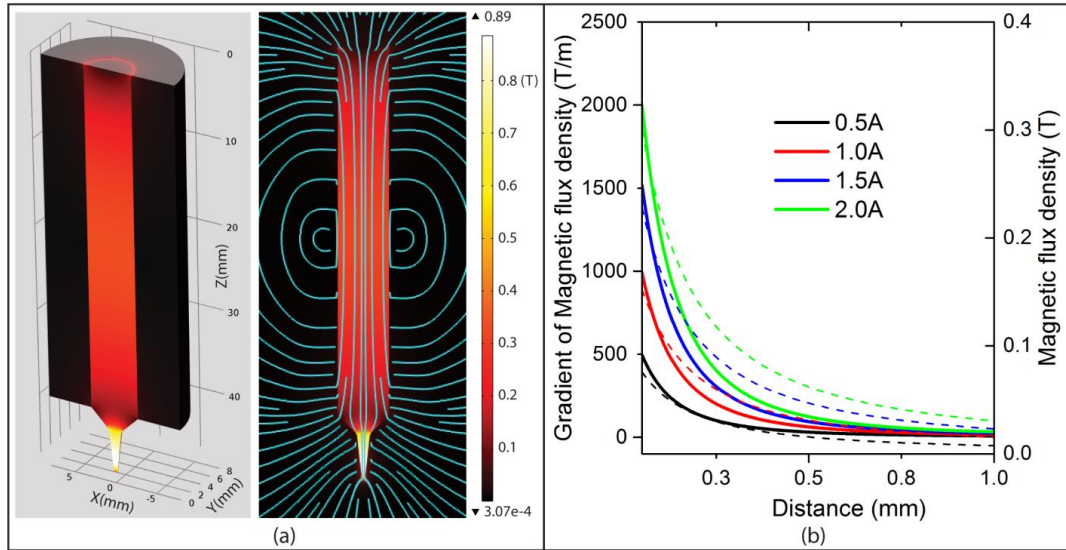 0
10
20
Z(mm)
30
40
8
6
4
2
0
Y(mm)
5
0
-5
X(mm)
▲ 0.89
0.8 (T)
0.7
0.6
0.5
0.4
0.3
0.2
0.1
▼ 3.07e-4
(a)
Gradient of Magnetic flux density (T/m)
2500
2000
1500
1000
500
0
0.5A
1.0A
1.5A
2.0A
0.4
0.3
0.2
0.1
0.0
Magnetic flux density (T)
0.3
0.5
0.8
1.0
Distance (mm)
(b)